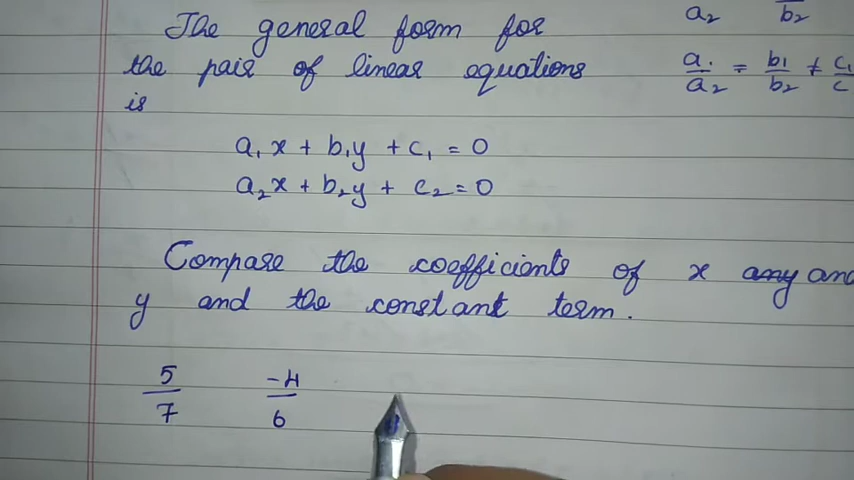 The general form for
the pair of linear equations
is
a₁x + b₁y + c₁ = 0
a₂x + b₂y + c₂ = 0
Compare the coefficients of x any and
y and the constant term.
5/7 -4/6
a₂ b₂
a₁/a₂ = b₁/b₂ ≠ c₁/c